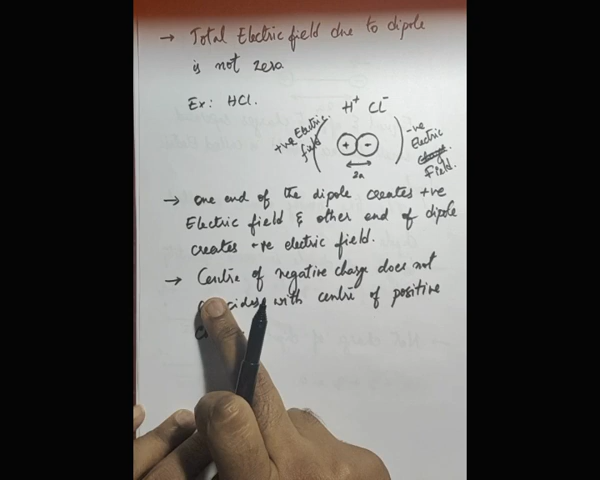 → Total Electric field due to dipole
is not zero
Ex: HCl.
H⁺ Cl⁻
+ve Electric
field
-ve
Electric
Field.
+ -
2a
→ one end of the dipole creates +ve
Electric field & other end of dipole
creates -ve electric field.
→ Centre of negative charge does not
with centre of positive